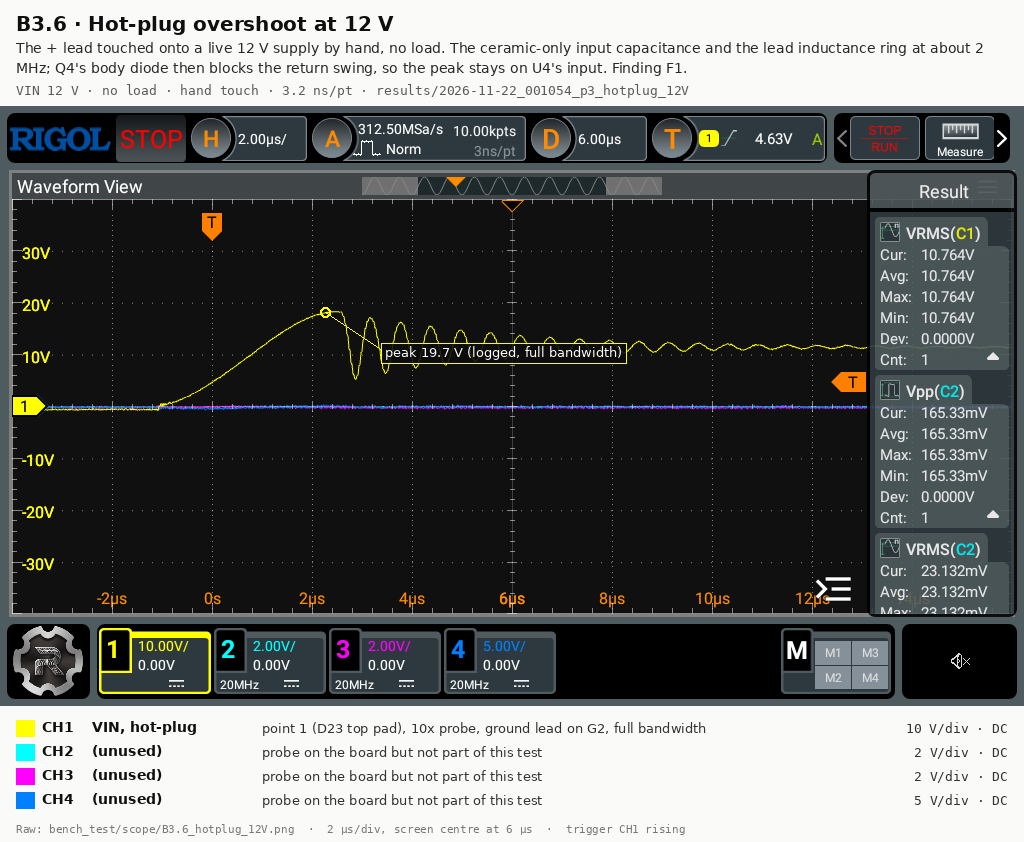 B3.6 · Hot-plug overshoot at 12 V
The + lead touched onto a live 12 V supply by hand, no load. The ceramic-only input capacitance and the lead inductance ring at about 2
MHz; Q4's body diode then blocks the return swing, so the peak stays on U4's input. Finding F1.
VIN 12 V · no load · hand touch · 3.2 ns/pt · results/2026-11-22_001054_p3_hotplug_12V
RIGOL STOP H 2.00µs/ A 312.50MSa/s 10.00kpts D 6.00µs T 1 4.63V A STOP RUN Measure
Norm 3ns/pt
Waveform View
Result
T
30V
20V
10V
1
-10V
-20V
-30V
peak 19.7 V (logged, full bandwidth)
T
-2µs 0s 2µs 4µs 6µs 8µs 10µs 12µs
VRMS(C1)
Cur: 10.764V
Avg: 10.764V
Max: 10.764V
Min: 10.764V
Dev: 0.0000V
Cnt: 1
Vpp(C2)
Cur: 165.33mV
Avg: 165.33mV
Max: 165.33mV
Min: 165.33mV
Dev: 0.0000V
Cnt: 1
VRMS(C2)
Cur: 23.132mV
Avg: 23.132mV
Max: 23.132mV
R
1 10.00V/ 0.00V
2 2.00V/ 0.00V 20MHz
3 2.00V/ 0.00V 20MHz
4 5.00V/ 0.00V 20MHz
M M1 M3 M2 M4
CH1 VIN, hot-plug point 1 (D23 top pad), 10x probe, ground lead on G2, full bandwidth 10 V/div · DC
CH2 (unused) probe on the board but not part of this test 2 V/div · DC
CH3 (unused) probe on the board but not part of this test 2 V/div · DC
CH4 (unused) probe on the board but not part of this test 5 V/div · DC
Raw: bench_test/scope/B3.6_hotplug_12V.png · 2 µs/div, screen centre at 6 µs · trigger CH1 rising